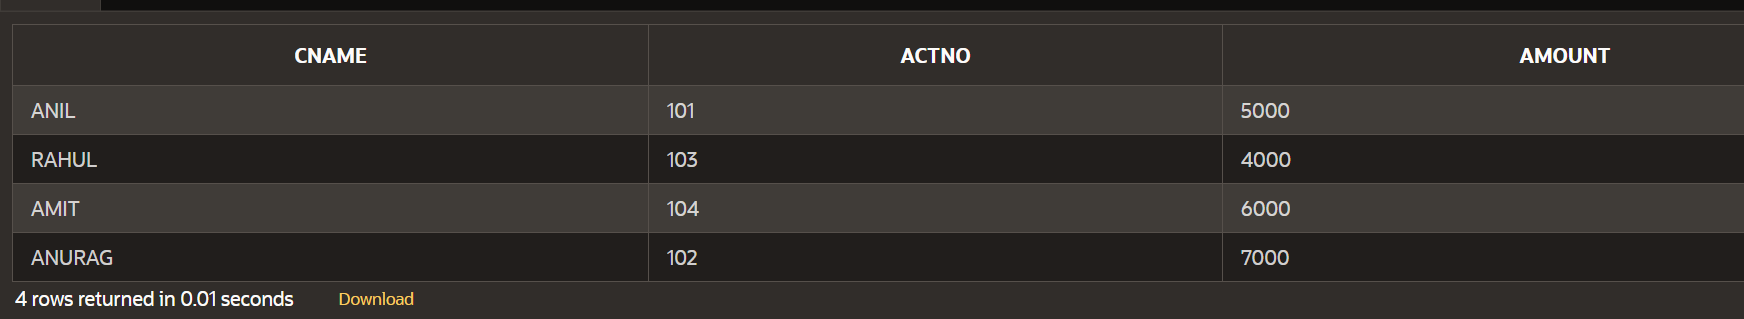 CNAME ACTNO AMOUNT
ANIL 101 5000
RAHUL 103 4000
AMIT 104 6000
ANURAG 102 7000
4 rows returned in 0.01 seconds Download